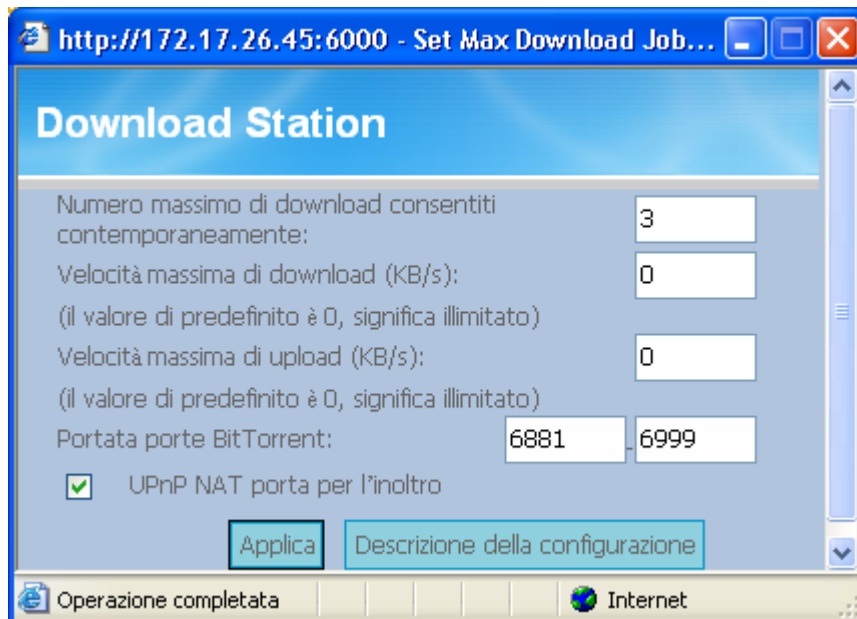 http://172.17.26.45:6000 - Set Max Download Job...
Download Station
Numero massimo di download consentiti
contemporaneamente:
3
Velocità massima di download (KB/s):
0
(il valore di predefinito è 0, significa illimitato)
Velocità massima di upload (KB/s):
0
(il valore di predefinito è 0, significa illimitato)
Portata porte BitTorrent:
6881 - 6999
UPnP NAT porta per l'inoltro
Applica
Descrizione della configurazione
Operazione completata
Internet